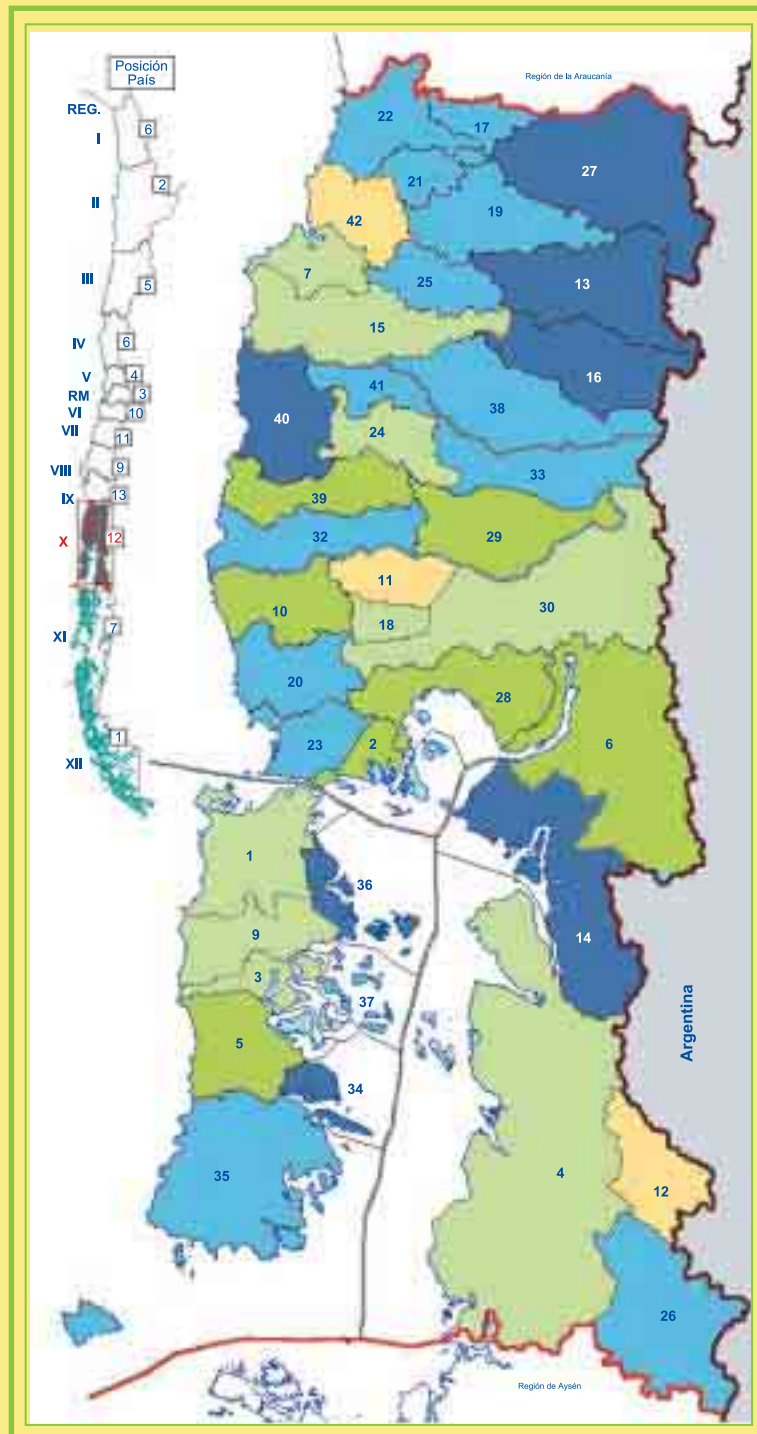 Posición
País
REG.
I
6
2
II
III
5
IV
6
V
4
RM
3
VI
10
VII
11
VIII
9
IX
13
X
12
XI
7
1
XII
Región de la Araucanía
22
17
27
21
19
42
7
25
13
15
16
41
38
40
24
33
39
32
29
11
10
18
30
20
28
6
23
2
1
36
14
9
3
37
5
34
35
4
12
26
Argentina
Región de Aysén